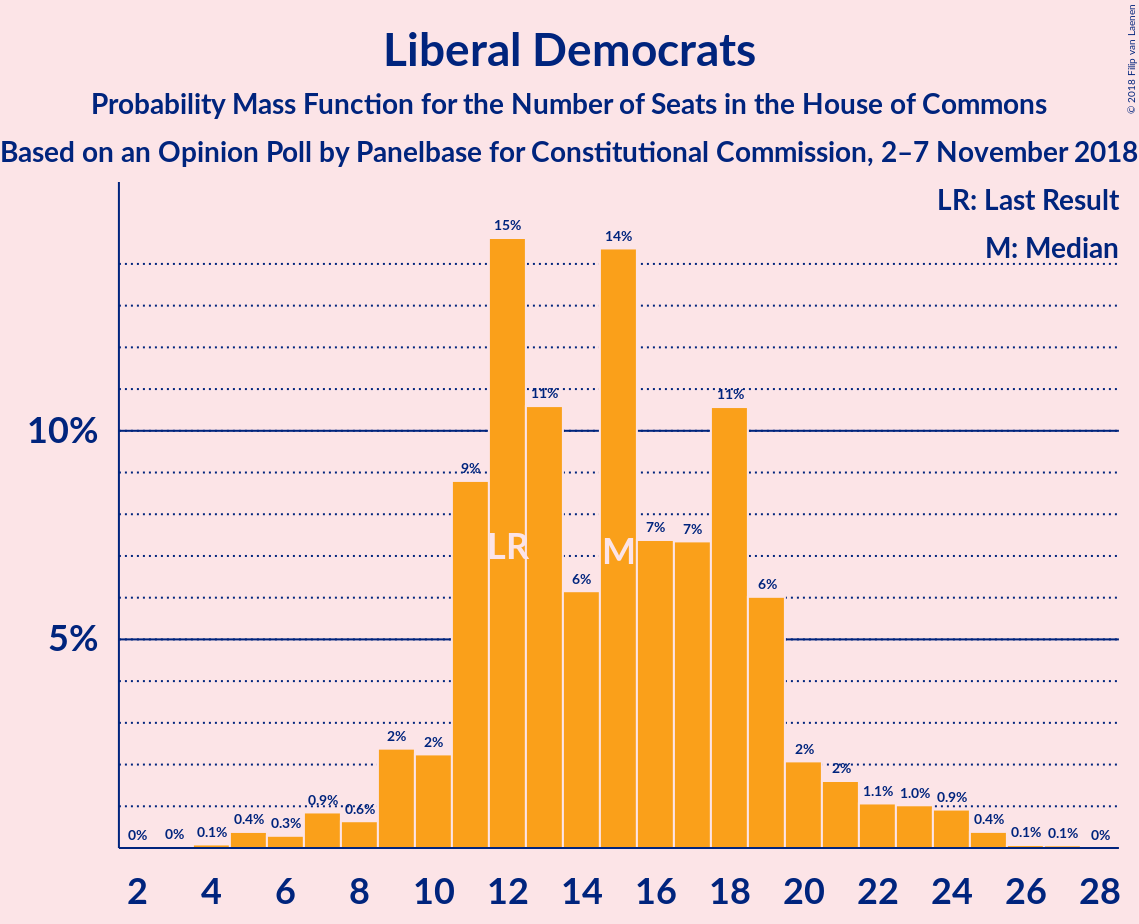 Liberal Democrats
Probability Mass Function for the Number of Seats in the House of Commons
Based on an Opinion Poll by Panelbase for Constitutional Commission, 2–7 November 2018
© 2018 Filip van Laenen
LR: Last Result
M: Median
10%
5%
0% 0% 0.1% 0.4% 0.3% 0.9% 0.6% 2% 2% 9% 15% 11% 6% 14% 7% 7% 11% 6% 2% 2% 1.1% 1.0% 0.9% 0.4% 0.1% 0.1% 0%
LR M
2 4 6 8 10 12 14 16 18 20 22 24 26 28